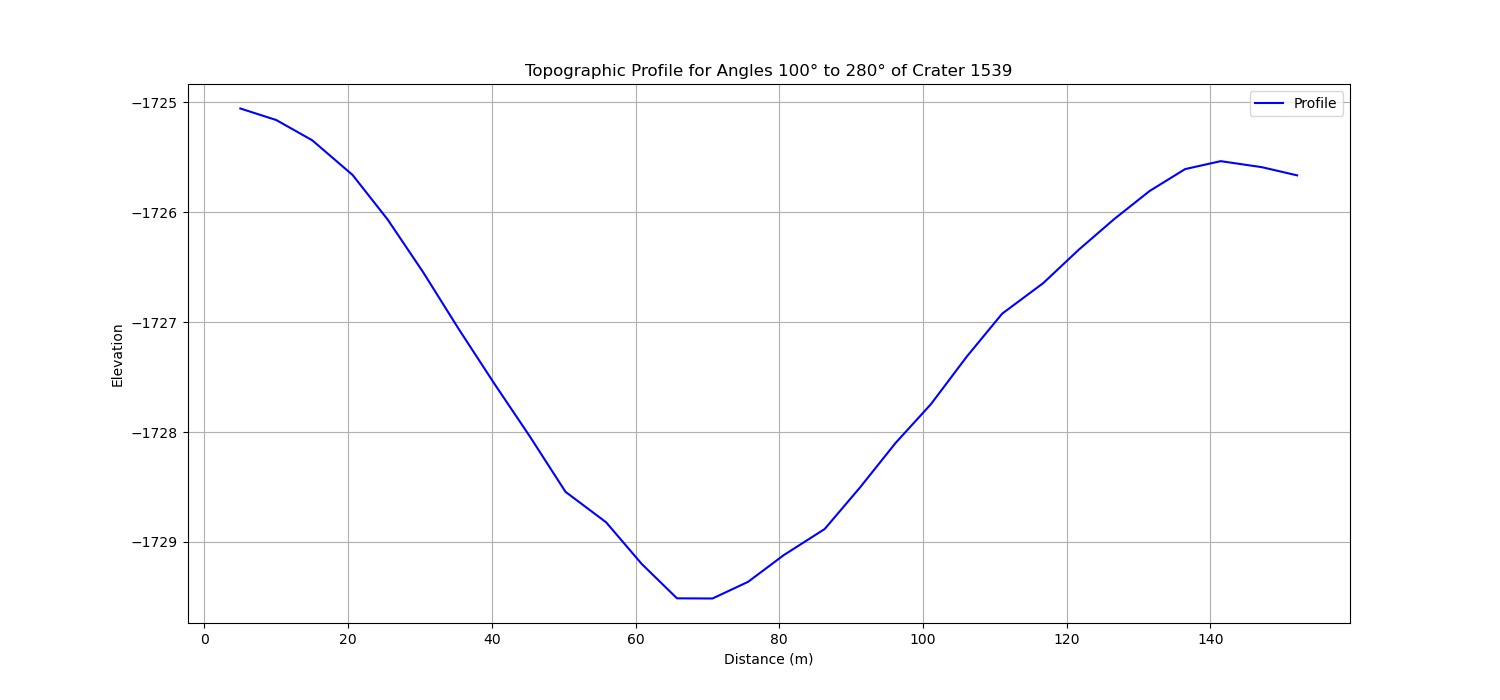 Topographic Profile for Angles 100° to 280° of Crater 1539
Profile
−1725
−1726
−1727
−1728
−1729
Elevation
0 20 40 60 80 100 120 140
Distance (m)